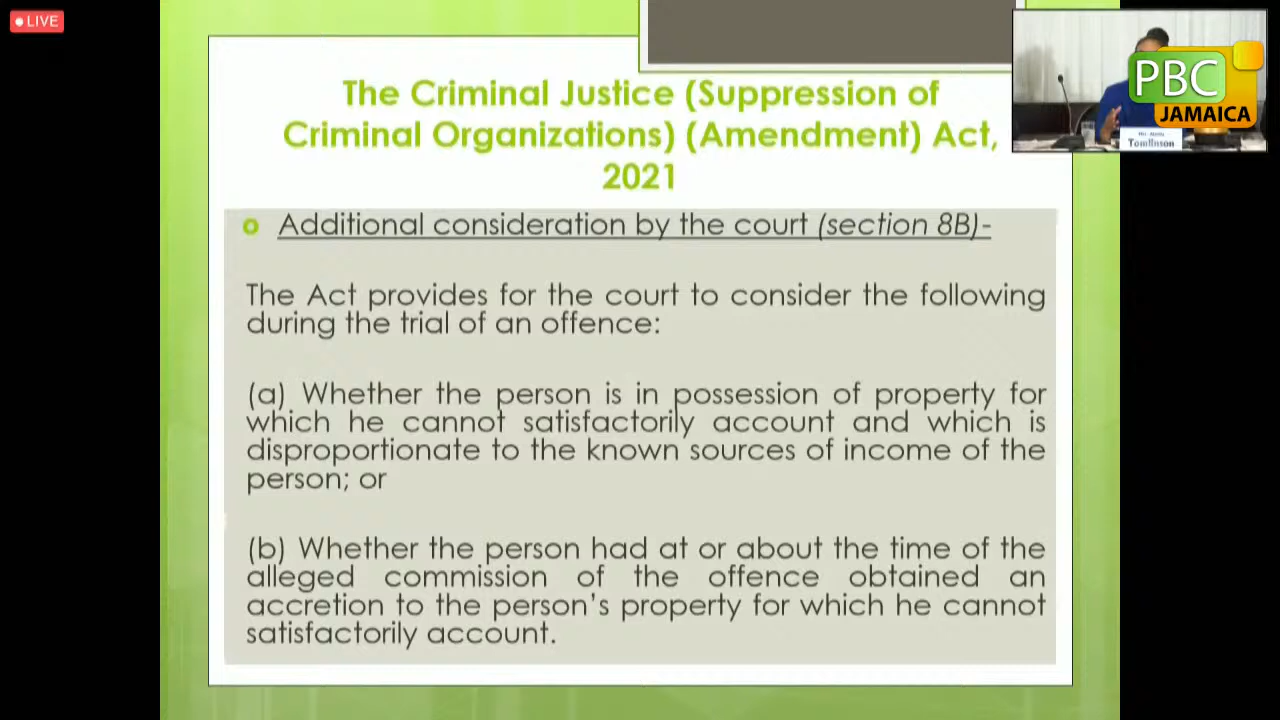 LIVE
PBC
JAMAICA
Tomlinson
The Criminal Justice (Suppression of
Criminal Organizations) (Amendment) Act,
2021
Additional consideration by the court (section 8B)-
The Act provides for the court to consider the following
during the trial of an offence:
(a) Whether the person is in possession of property for
which he cannot satisfactorily account and which is
disproportionate to the known sources of income of the
person; or
(b) Whether the person had at or about the time of the
alleged commission of the offence obtained an
accretion to the person’s property for which he cannot
satisfactorily account.